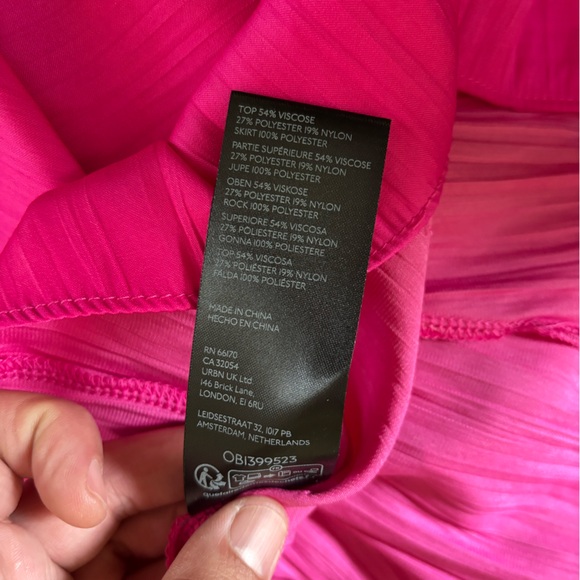 TOP 54% VISCOSE
27% POLYESTER 19% NYLON
SKIRT 100% POLYESTER
PARTIE SUPÉRIEURE 54% VISCOSE
27% POLYESTER 19% NYLON
JUPE 100% POLYESTER
OBEN 54% VISKOSE
27% POLYESTER 19% NYLON
ROCK 100% POLYESTER
SUPERIORE 54% VISCOSA
27% POLIESTERE 19% NYLON
GONNA 100% POLIESTERE
TOP 54% VISCOSA
27% POLIÉSTER 19% NYLON
FALDA 100% POLIÉSTER
MADE IN CHINA
HECHO EN CHINA
RN 66170
CA 32054
URBN UK Ltd
146 Brick Lane,
LONDON, E1 6RU
LEIDSESTRAAT 32, 1017 PB
AMSTERDAM, NETHERLANDS
OB1399523